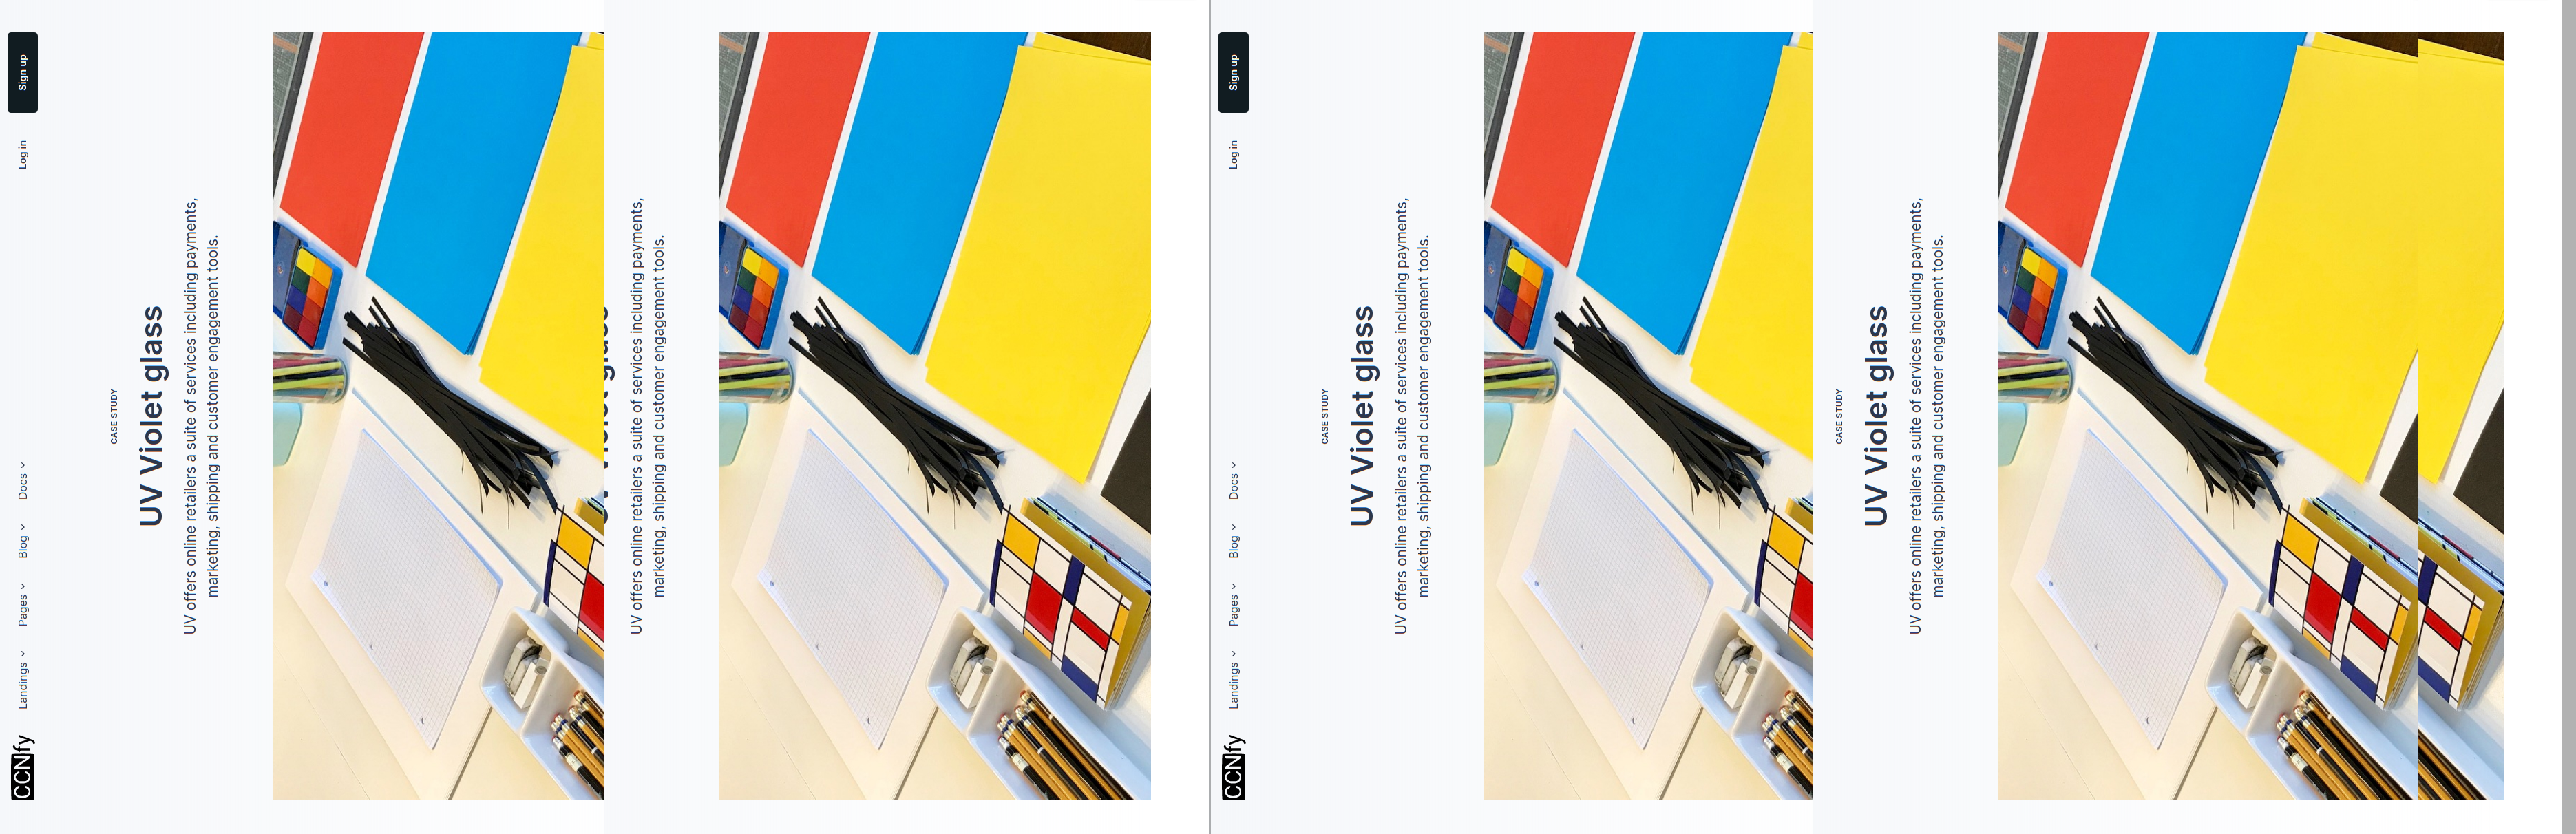 CCNfy
Landings
Pages
Blog
Docs
Log in
Sign up
CASE STUDY
UV Violet glass
UV offers online retailers a suite of services including payments,
marketing, shipping and customer engagement tools.
UV offers online retailers a suite of services including payments,
marketing, shipping and customer engagement tools.
CCNfy
Landings
Pages
Blog
Docs
Log in
Sign up
CASE STUDY
UV Violet glass
UV offers online retailers a suite of services including payments,
marketing, shipping and customer engagement tools.
CASE STUDY
UV Violet glass
UV offers online retailers a suite of services including payments,
marketing, shipping and customer engagement tools.